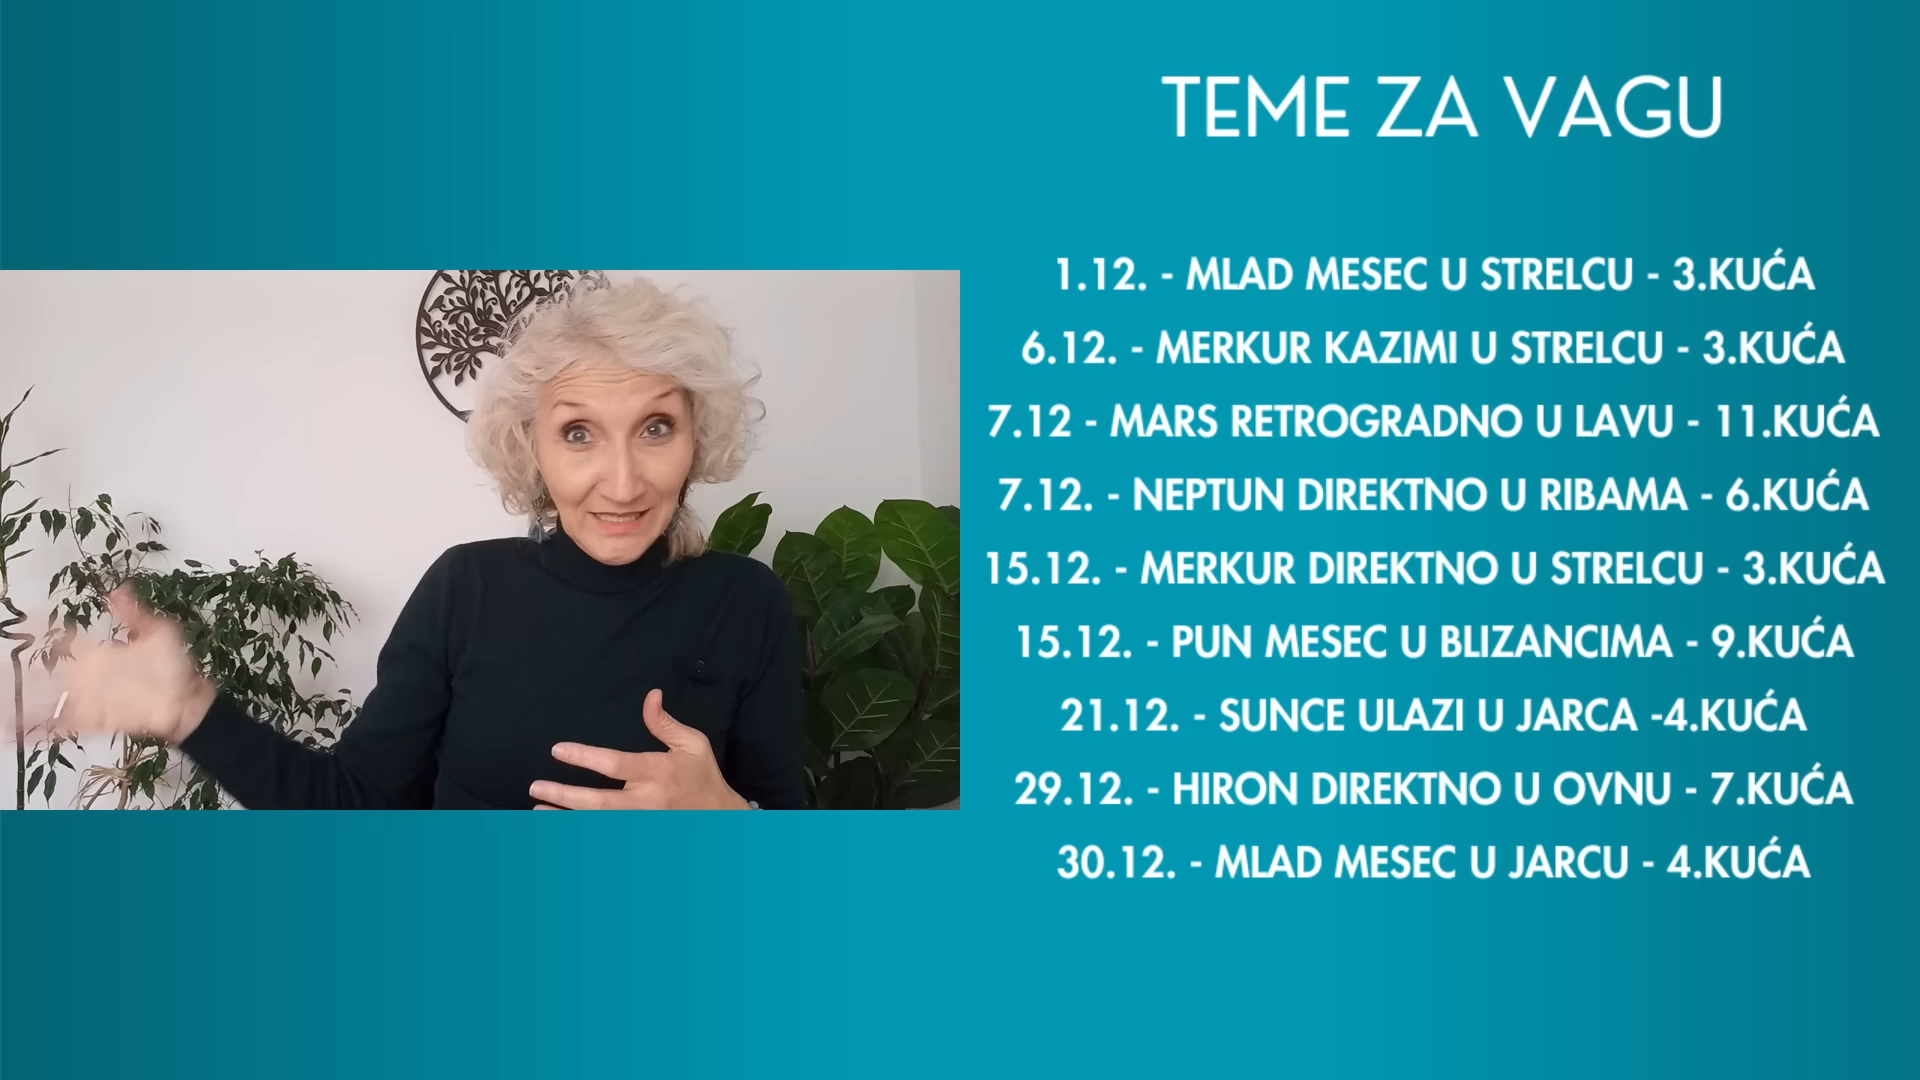 TEME ZA VAGU
1.12. - MLAD MESEC U STRELCU - 3.KUĆA
6.12. - MERKUR KAZIMI U STRELCU - 3.KUĆA
7.12 - MARS RETROGRADNO U LAVU - 11.KUĆA
7.12. - NEPTUN DIREKTNO U RIBAMA - 6.KUĆA
15.12. - MERKUR DIREKTNO U STRELCU - 3.KUĆA
15.12. - PUN MESEC U BLIZANCIMA - 9.KUĆA
21.12. - SUNCE ULAZI U JARCA -4.KUĆA
29.12. - HIRON DIREKTNO U OVNU - 7.KUĆA
30.12. - MLAD MESEC U JARCU - 4.KUĆA